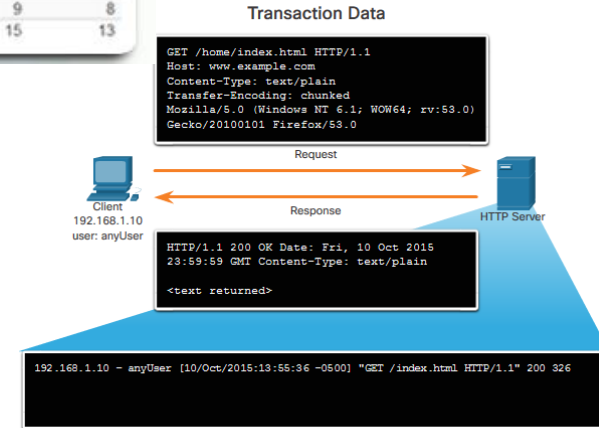 9 8
15 13
Transaction Data
GET /home/index.html HTTP/1.1
Host: www.example.com
Content-Type: text/plain
Transfer-Encoding: chunked
Mozilla/5.0 (Windows NT 6.1; WOW64; rv:53.0)
Gecko/20100101 Firefox/53.0
Request
Client
192.168.1.10
user: anyUser
Response
HTTP Server
HTTP/1.1 200 OK Date: Fri, 10 Oct 2015
23:59:59 GMT Content-Type: text/plain
<text returned>
192.168.1.10 - anyUser [10/Oct/2015:13:55:36 -0500] "GET /index.html HTTP/1.1" 200 326